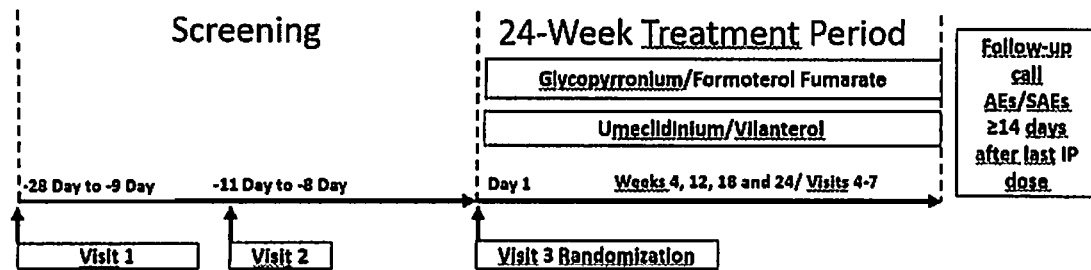 Screening
24-Week Treatment Period
Glycopyrronium/Formoterol Fumarate
Umeclidinium/Vilanterol
Follow-up
call
AEs/SAEs
≥14 days
after last IP
dose
-28 Day to -9 Day
-11 Day to -8 Day
Day 1
Weeks 4, 12, 18 and 24/ Visits 4-7
Visit 1
Visit 2
Visit 3 Randomization